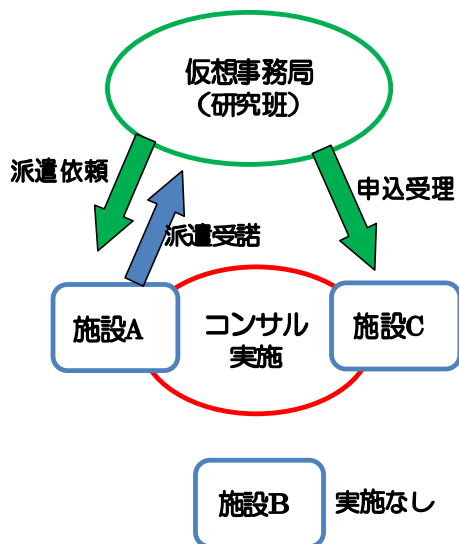 仮想事務局
（研究班）
派遣依頼
申込受理
派遣受諾
施設A
コンサル
実施
施設C
施設B
実施なし